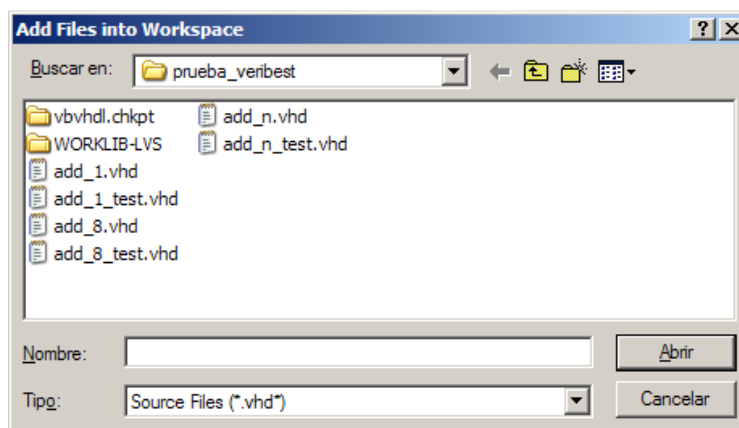 Add Files into Workspace
Buscar en: prueba_veribest
vbvhdl.chkpt
WORKLIB-LVS
add_1.vhd
add_1_test.vhd
add_8.vhd
add_8_test.vhd
add_n.vhd
add_n_test.vhd
Nombre: Abrir
Tipo: Source Files (*.vhd*) Cancelar